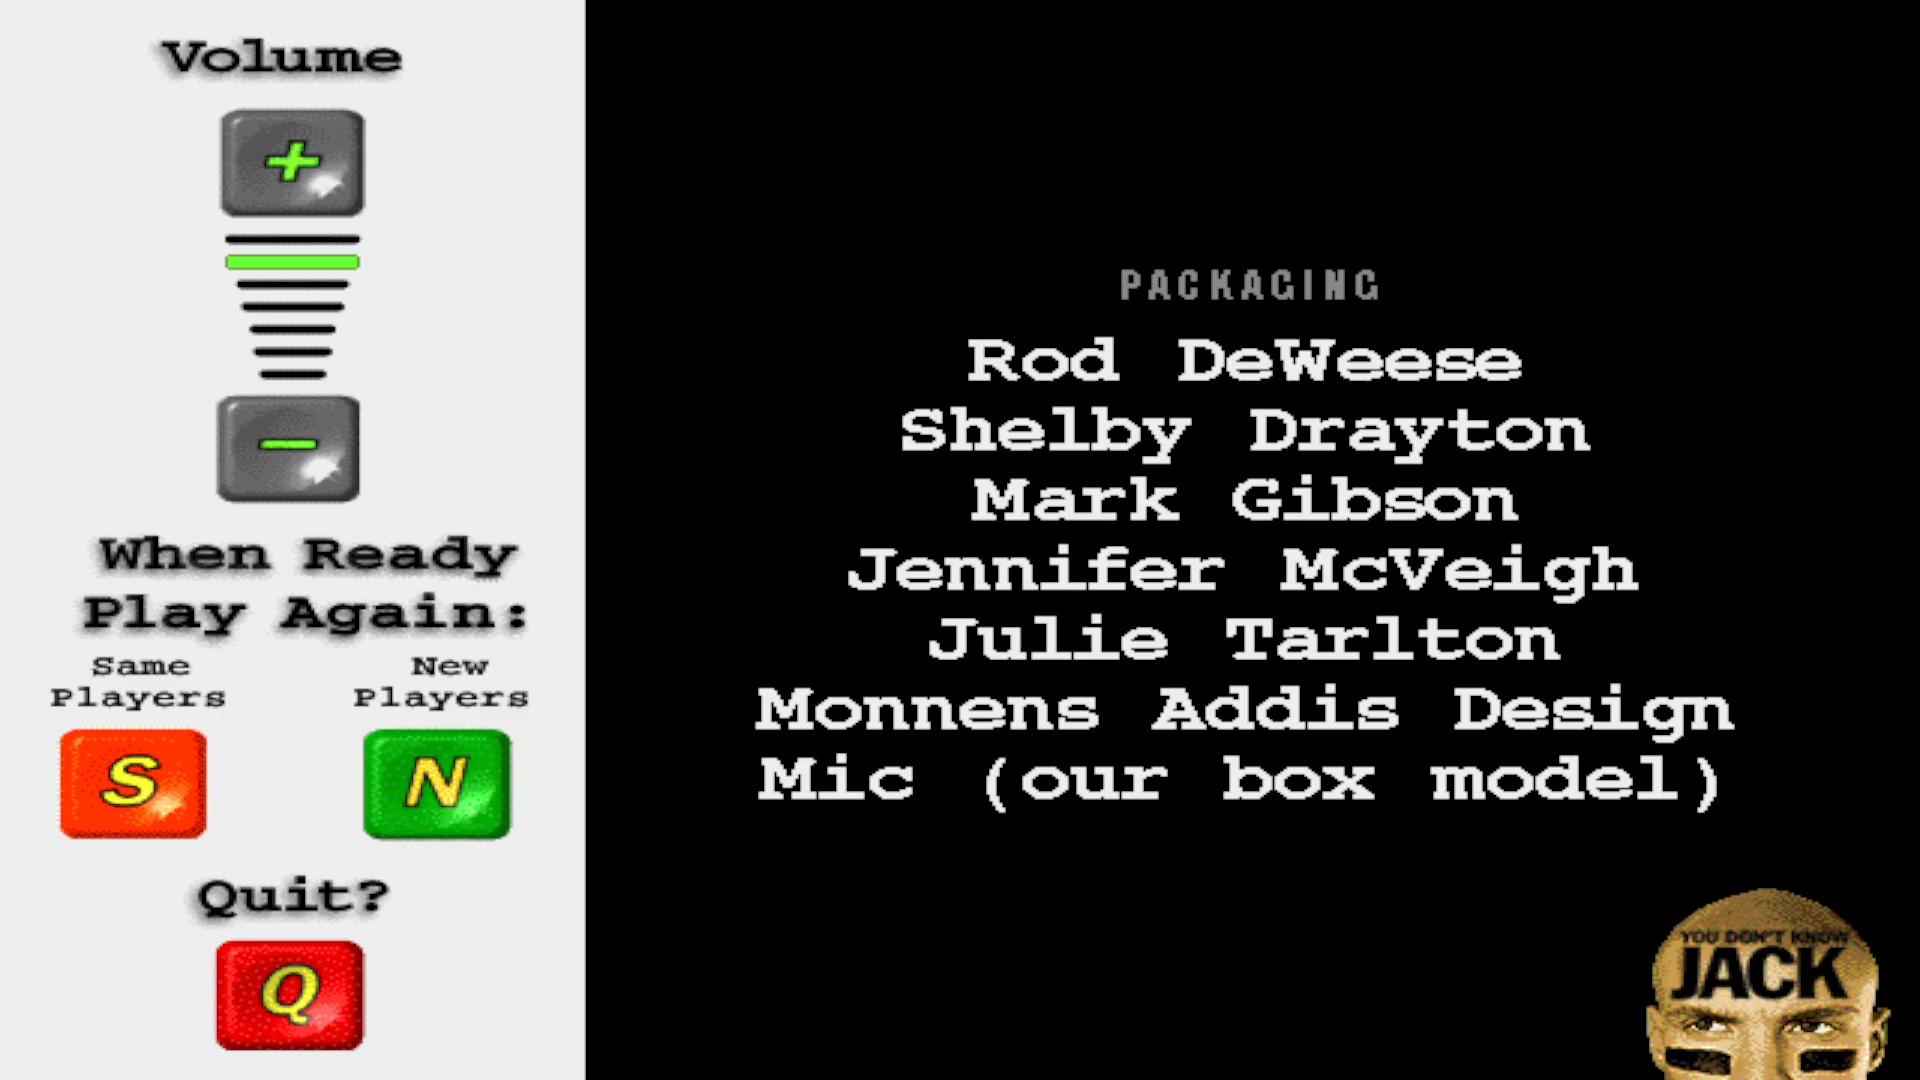 Volume
+
-
When Ready
Play Again:
Same
Players
New
Players
S
N
Quit?
Q
PACKAGING
Rod DeWeese
Shelby Drayton
Mark Gibson
Jennifer McVeigh
Julie Tarlton
Monnens Addis Design
Mic (our box model)
YOU DON'T KNOW
JACK